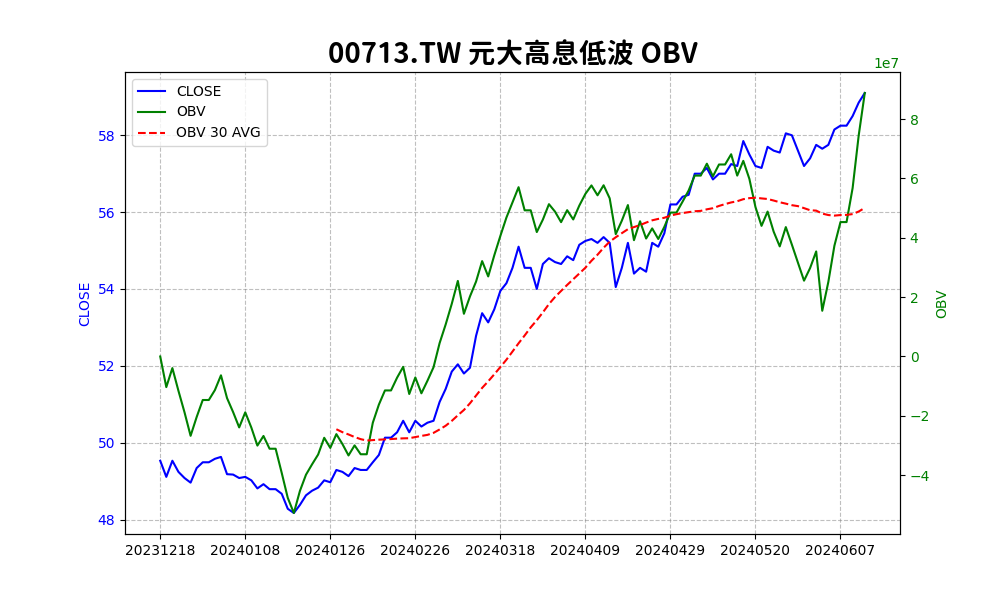 00713.TW 元大高息低波 OBV
1e7
CLOSE
OBV
OBV 30 AVG
CLOSE
58
56
54
52
50
48
OBV
8
6
4
2
0
−2
−4
20231218 20240108 20240126 20240226 20240318 20240409 20240429 20240520 20240607